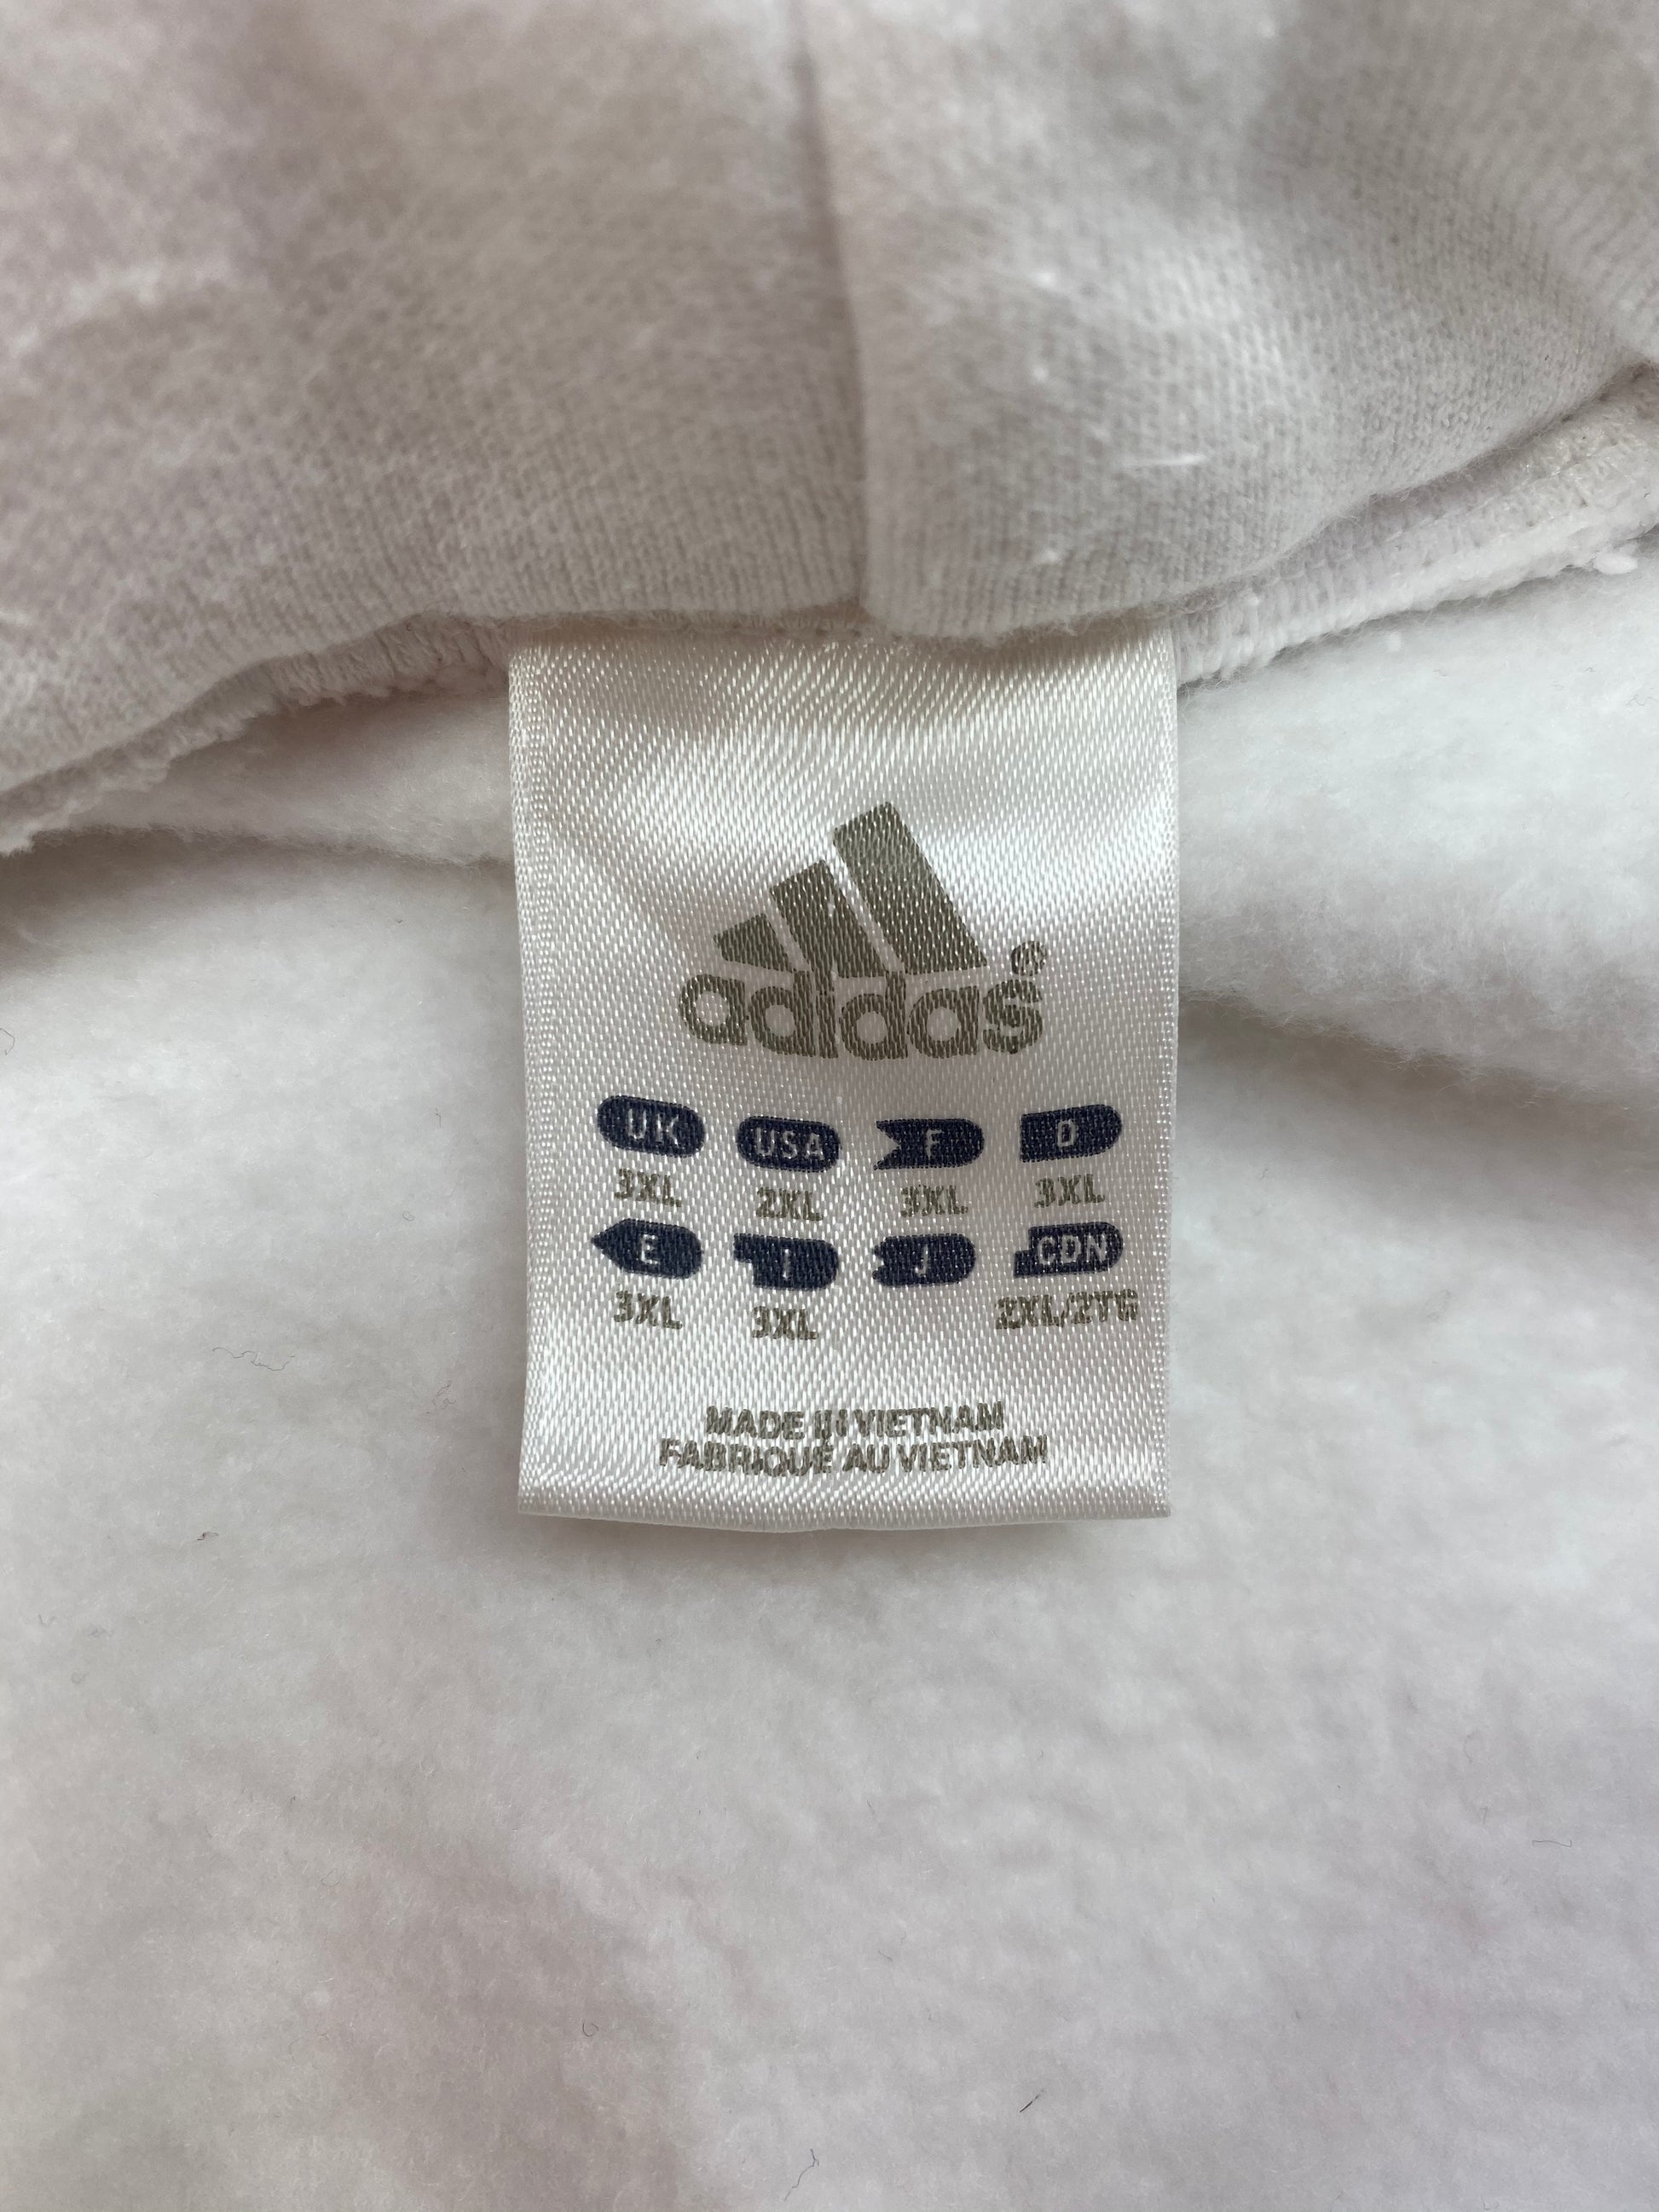 adidas®
UK USA F D
3XL 2XL 3XL 3XL
E I J CDN
3XL 3XL 2XL/2TG
MADE IN VIETNAM
FABRIQUÉ AU VIETNAM